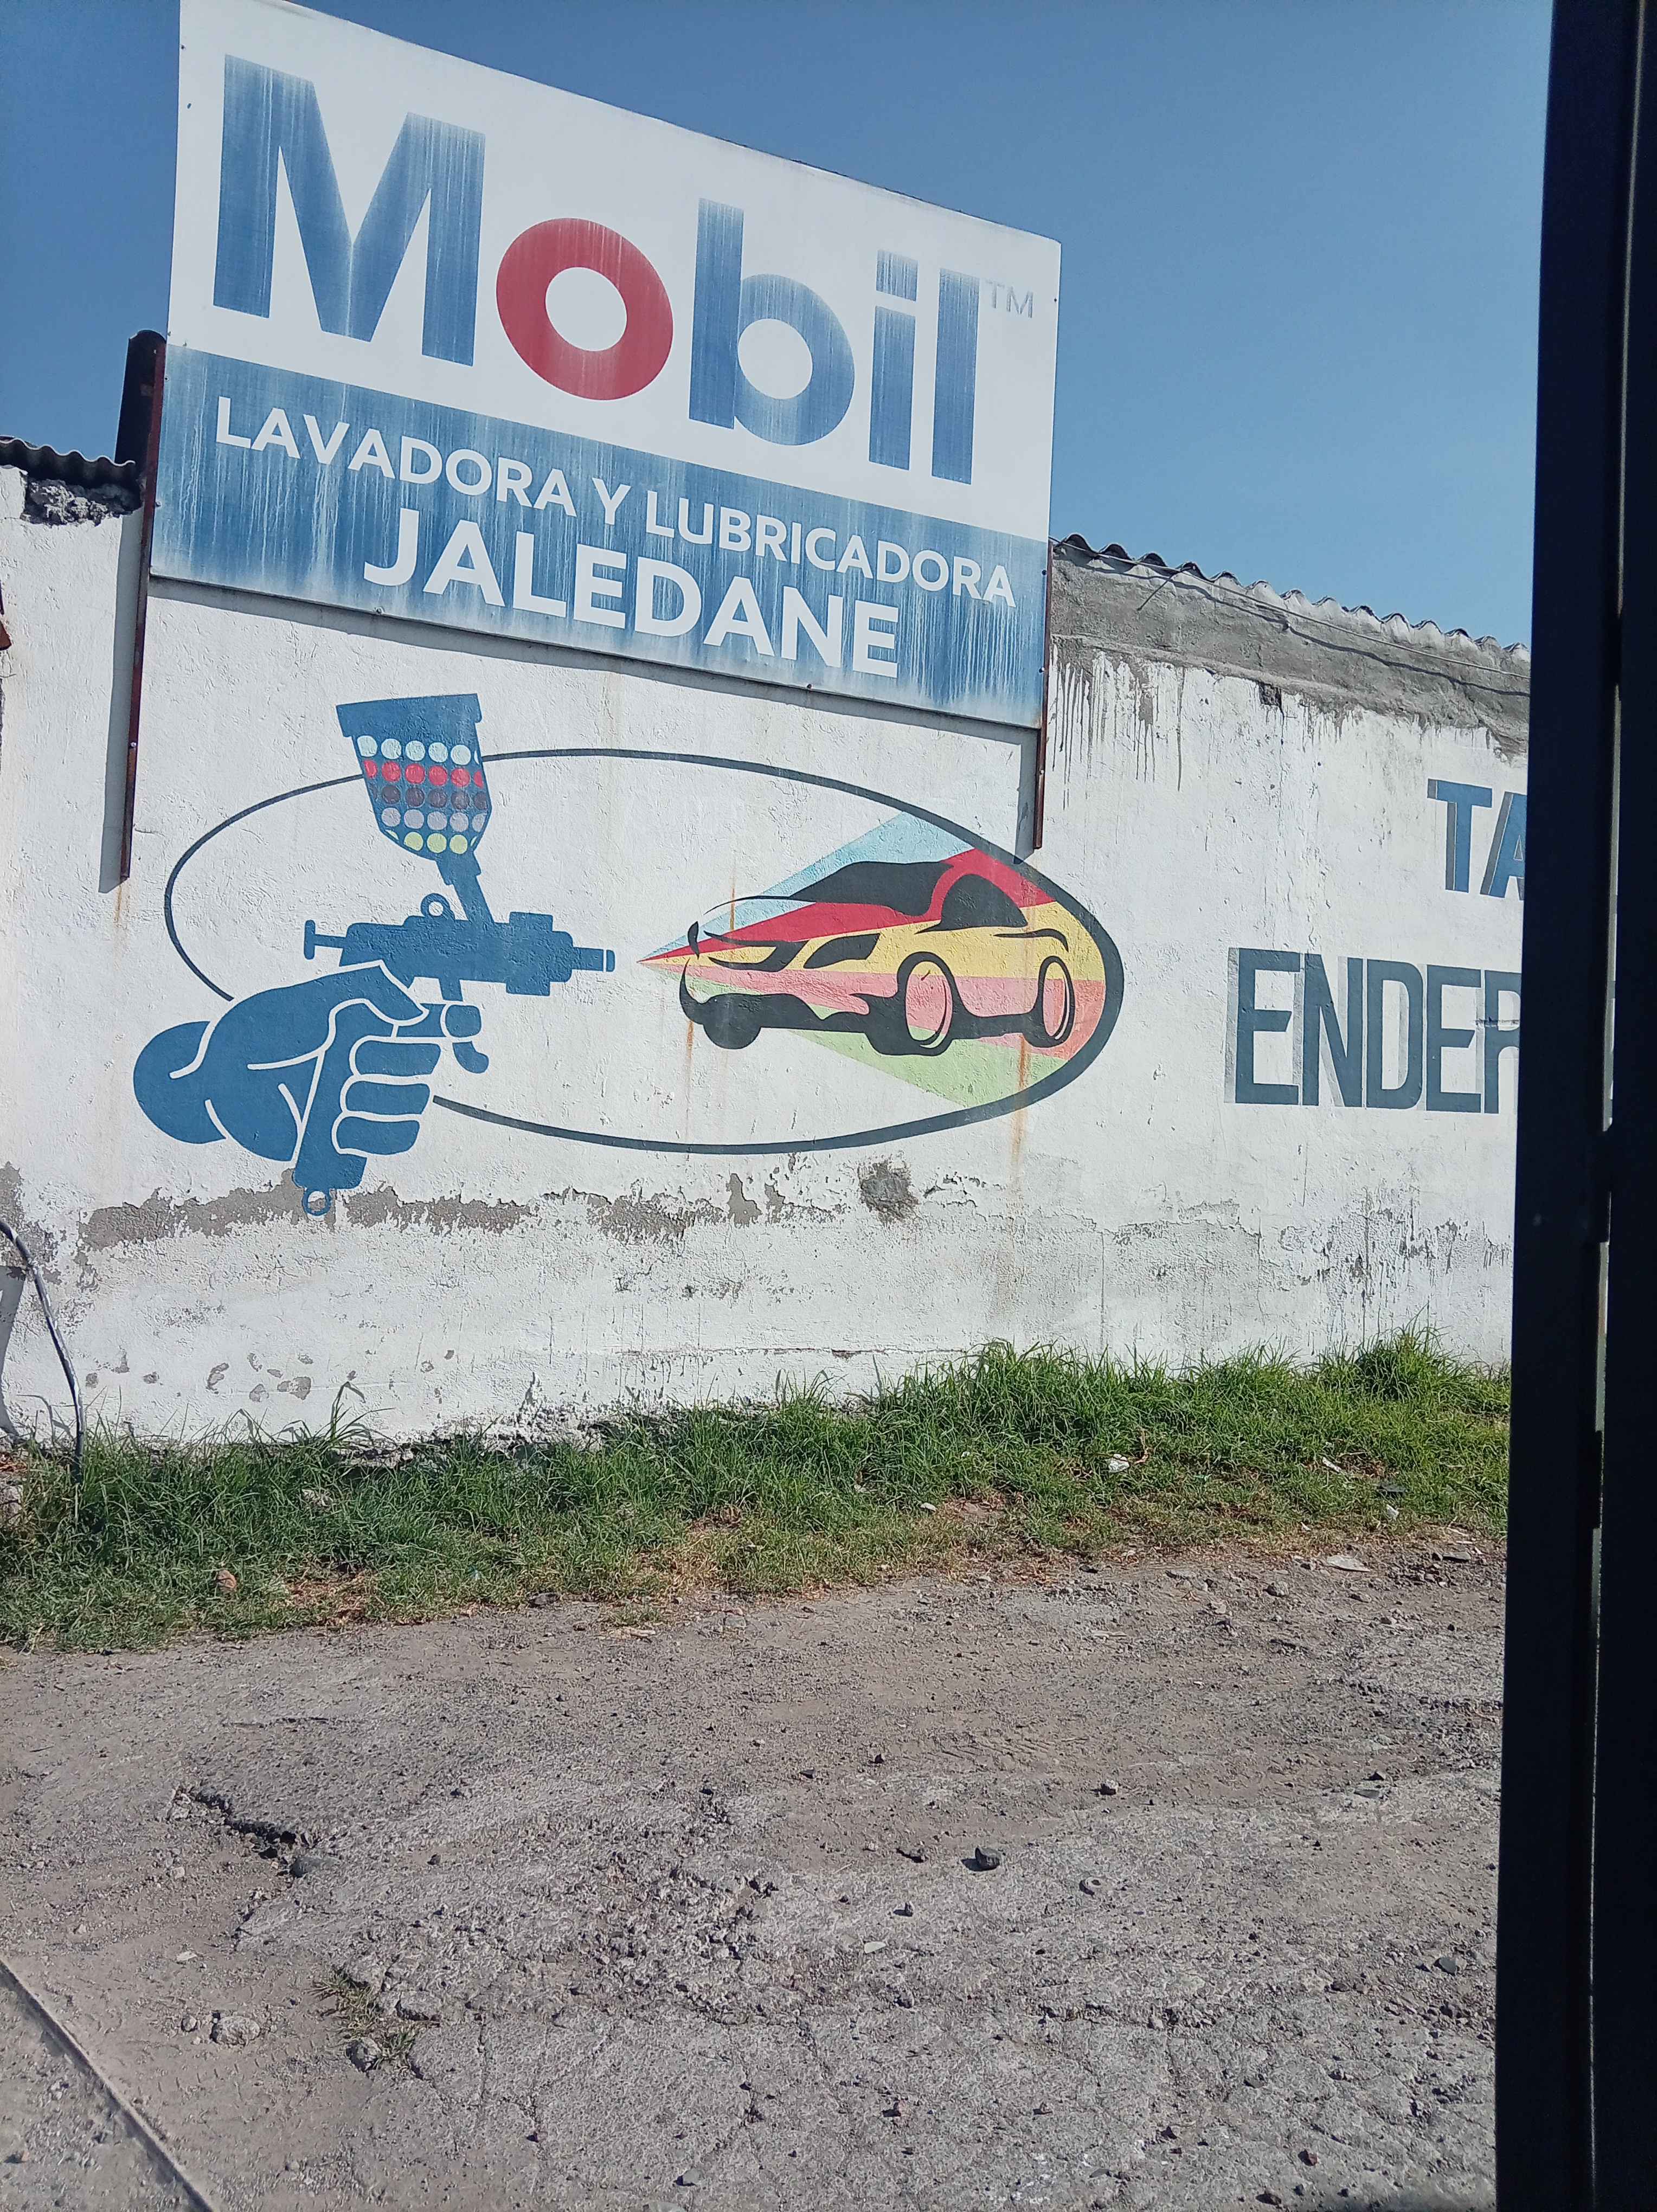 Mobil™
LAVADORA Y LUBRICADORA
JALEDANE
TA
ENDER